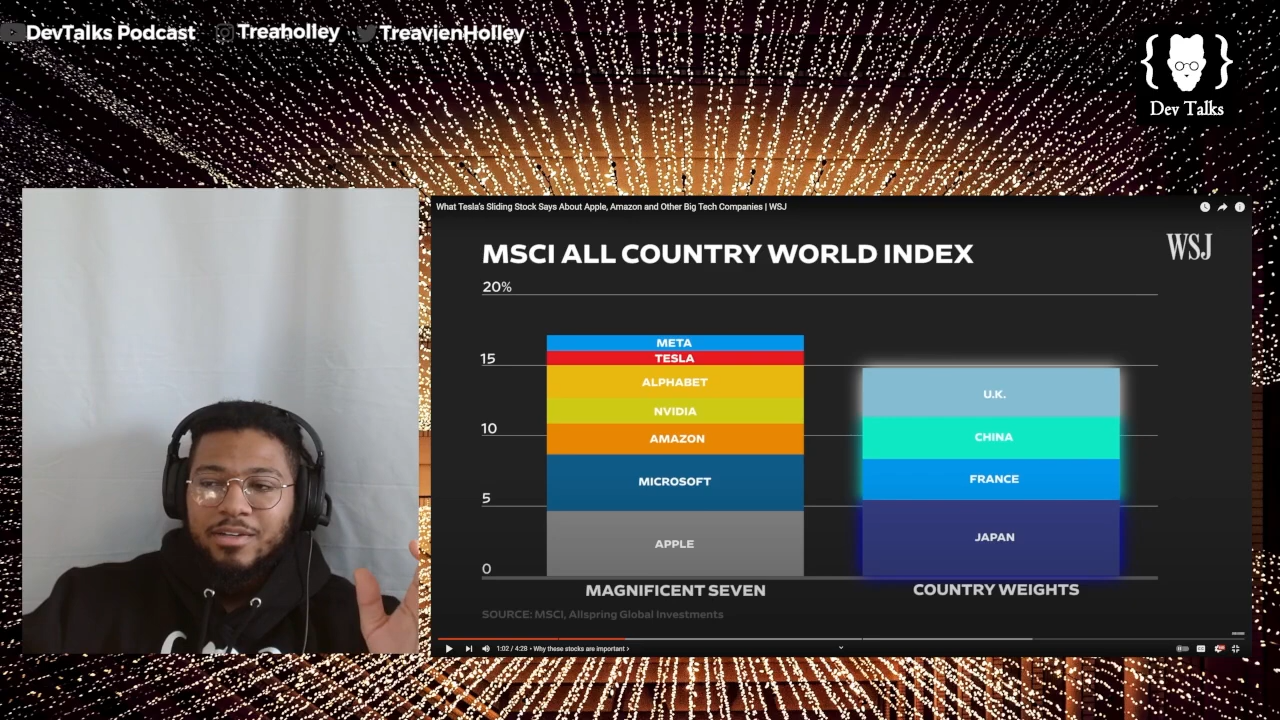 DevTalks Podcast Treaholley TreavienHolley
{ }
Dev Talks
What Tesla's Sliding Stock Says About Apple, Amazon and Other Big Tech Companies | WSJ
MSCI ALL COUNTRY WORLD INDEX
WSJ
20%
15
10
5
0
META
TESLA
ALPHABET
NVIDIA
AMAZON
MICROSOFT
APPLE
U.K.
CHINA
FRANCE
JAPAN
MAGNIFICENT SEVEN
COUNTRY WEIGHTS
SOURCE: MSCI, Allspring Global Investments
1:02 / 4:28 • Why these stocks are important ›